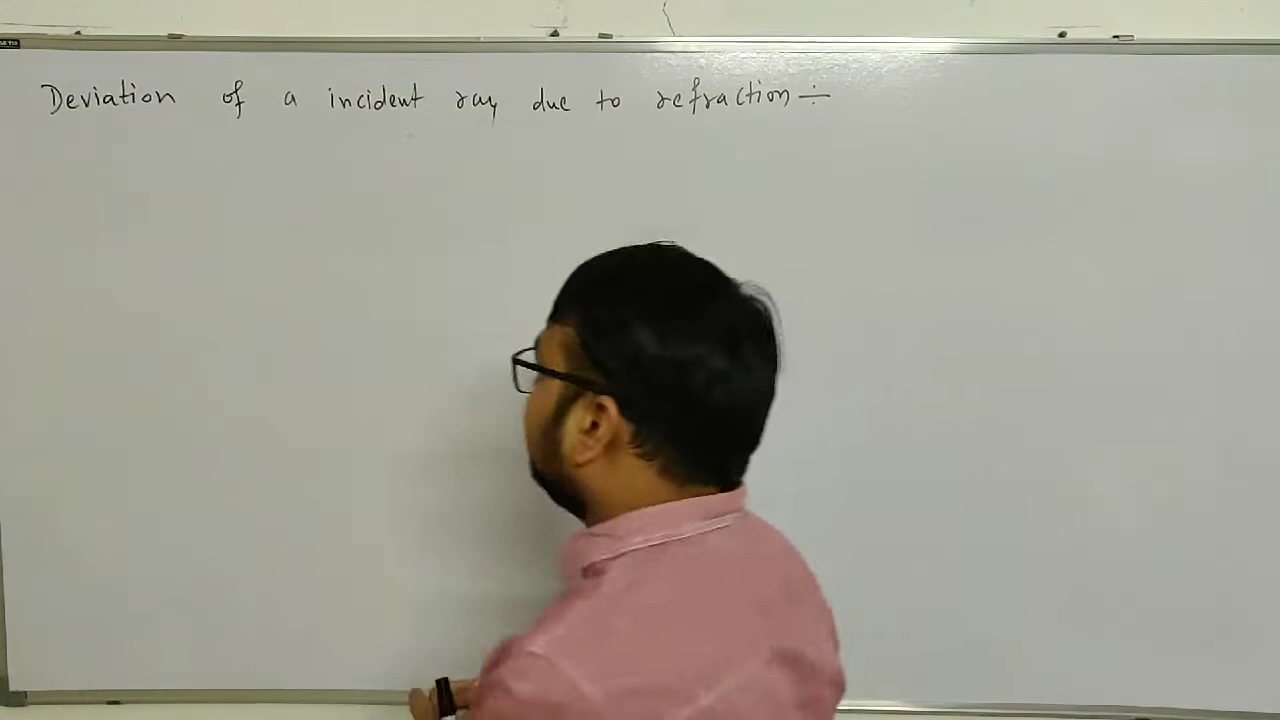 Deviation of a incident ray due to refraction ÷